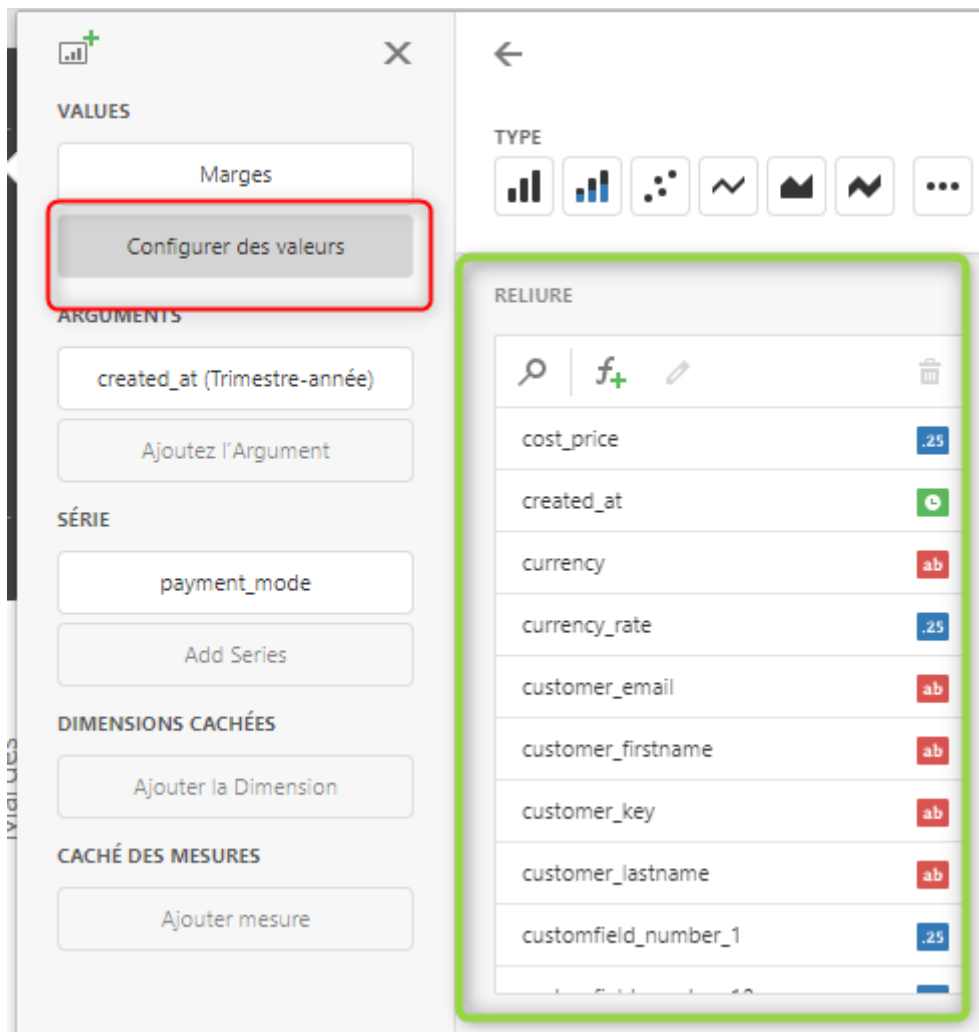 VALUES
Marges
Configurer des valeurs
ARGUMENTS
created_at (Trimestre-année)
Ajoutez l'Argument
SÉRIE
payment_mode
Add Series
DIMENSIONS CACHÉES
Ajouter la Dimension
CACHÉ DES MESURES
Ajouter mesure
TYPE
RELIURE
cost_price .25
created_at
currency ab
currency_rate .25
customer_email ab
customer_firstname ab
customer_key ab
customer_lastname ab
customfield_number_1 .25